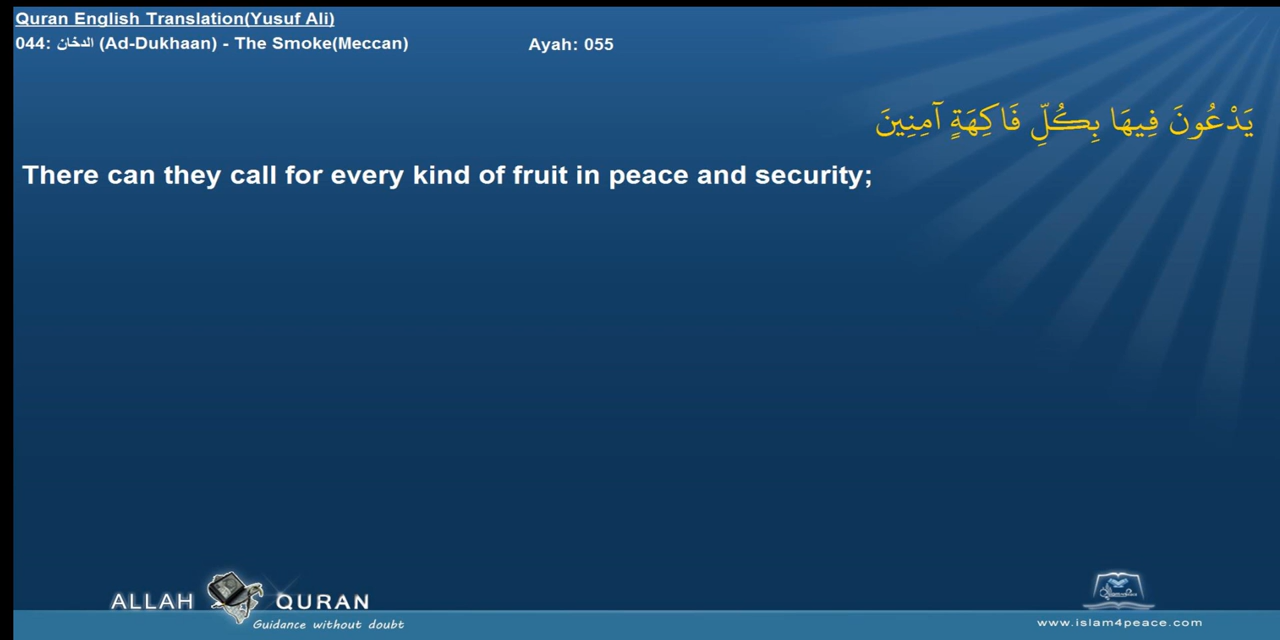 Quran English Translation(Yusuf Ali)
044: الدخان (Ad-Dukhaan) - The Smoke(Meccan) Ayah: 055
يَدْعُونَ فِيهَا بِكُلِّ فَاكِهَةٍ آمِنِينَ
There can they call for every kind of fruit in peace and security;
ALLAH QURAN
Guidance without doubt
www.islam4peace.com